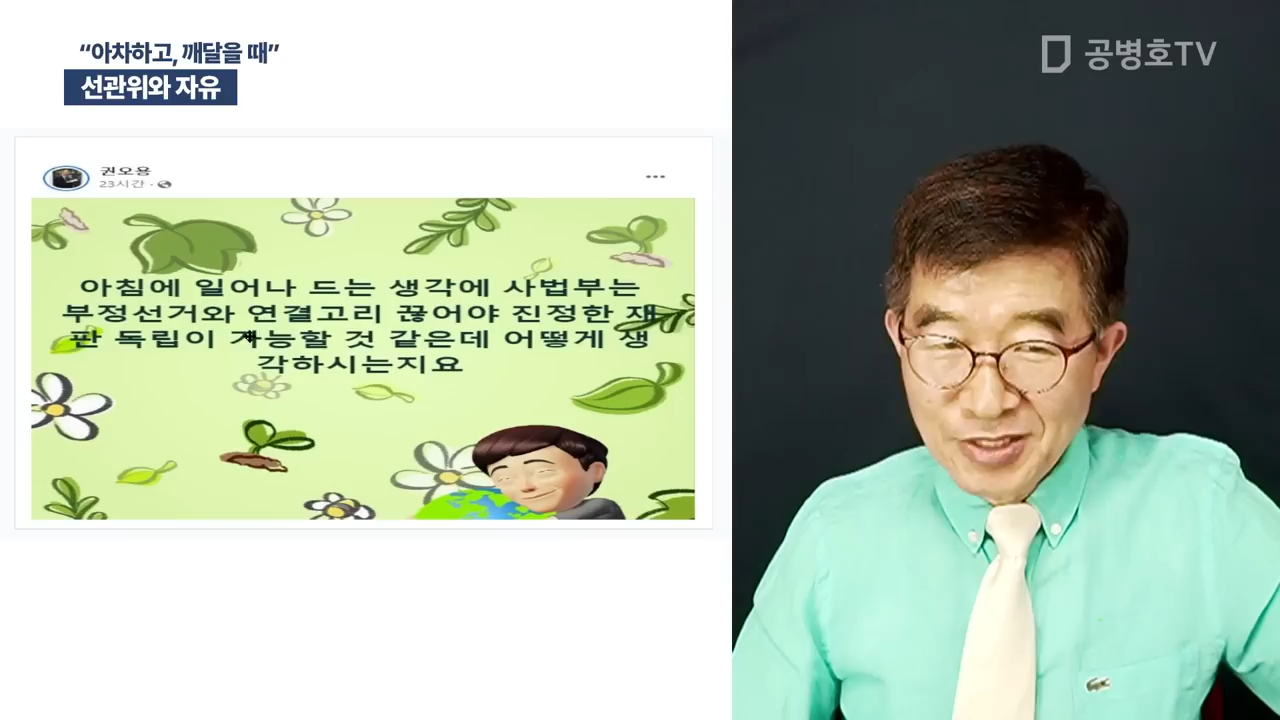 “아차하고, 깨달을 때”
선관위와 자유
공병호TV
권오용
23시간 ·
아침에 일어나 드는 생각에 사법부는
부정선거와 연결고리 끊어야 진정한 재
판 독립이 가능할 것 같은데 어떻게 생
각하시는지요